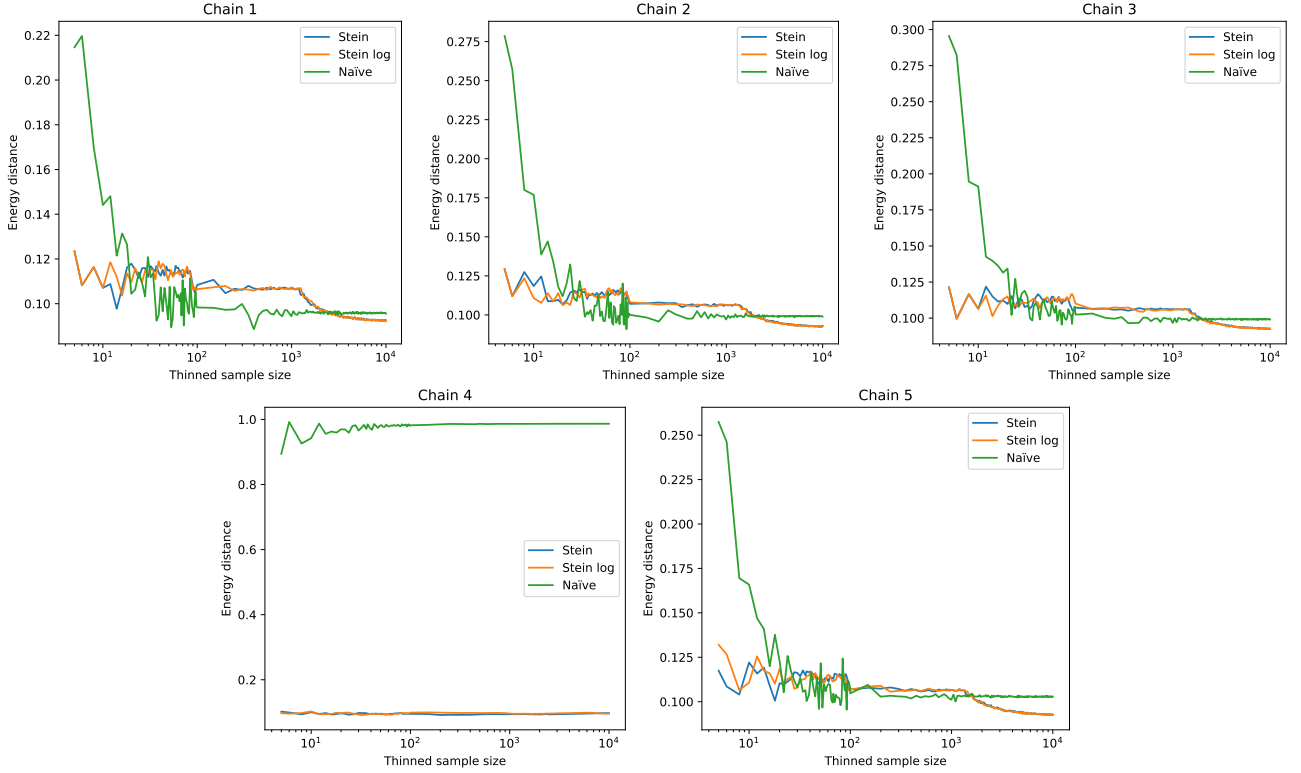 Chain 1
Energy distance
0.22
0.20
0.18
0.16
0.14
0.12
0.10
Stein
Stein log
Naïve
10¹ 10² 10³ 10⁴
Thinned sample size
Chain 2
Energy distance
0.275
0.250
0.225
0.200
0.175
0.150
0.125
0.100
Stein
Stein log
Naïve
10¹ 10² 10³ 10⁴
Thinned sample size
Chain 3
Energy distance
0.300
0.275
0.250
0.225
0.200
0.175
0.150
0.125
0.100
Stein
Stein log
Naïve
10¹ 10² 10³ 10⁴
Thinned sample size
Chain 4
Energy distance
1.0
0.8
0.6
0.4
0.2
Stein
Stein log
Naïve
10¹ 10² 10³ 10⁴
Thinned sample size
Chain 5
Energy distance
0.250
0.225
0.200
0.175
0.150
0.125
0.100
Stein
Stein log
Naïve
10¹ 10² 10³ 10⁴
Thinned sample size